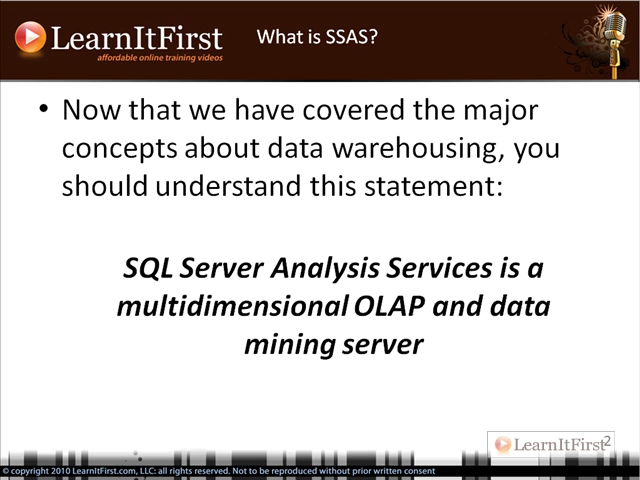 LearnItFirst
affordable online training videos
What is SSAS?
• Now that we have covered the major
concepts about data warehousing, you
should understand this statement:
SQL Server Analysis Services is a
multidimensional OLAP and data
mining server
LearnItFirst
2
© copyright 2010 LearnItFirst.com, LLC: all rights reserved. Not to be reproduced without prior written consent